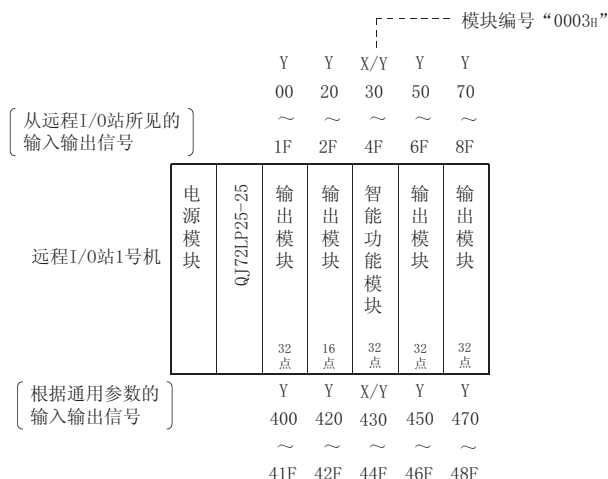 模块编号“0003H”
Y Y X/Y Y Y
00 20 30 50 70
～ ～ ～ ～ ～
1F 2F 4F 6F 8F
从远程I/O站所见的
输入输出信号
远程I/O站1号机
电源模块
QJ72LP25-25
输出模块
32点
输出模块
16点
智能功能模块
32点
输出模块
32点
输出模块
32点
根据通用参数的
输入输出信号
Y Y X/Y Y Y
400 420 430 450 470
～ ～ ～ ～ ～
41F 42F 44F 46F 48F